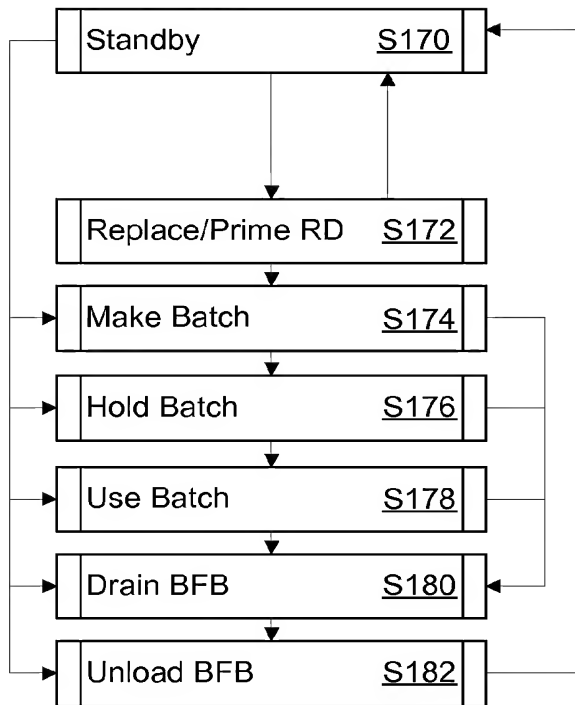 Standby S170
Replace/Prime RD S172
Make Batch S174
Hold Batch S176
Use Batch S178
Drain BFB S180
Unload BFB S182